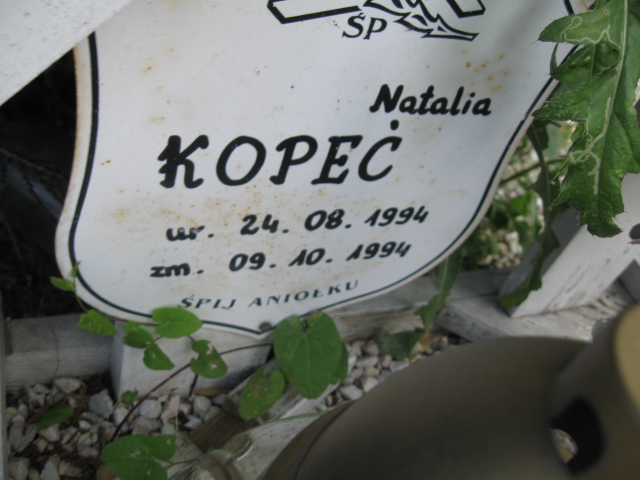 ŚP
Natalia
KOPEĆ
ur. 24. 08. 1994
zm. 09. 10. 1994
ŚPIJ ANIOŁKU